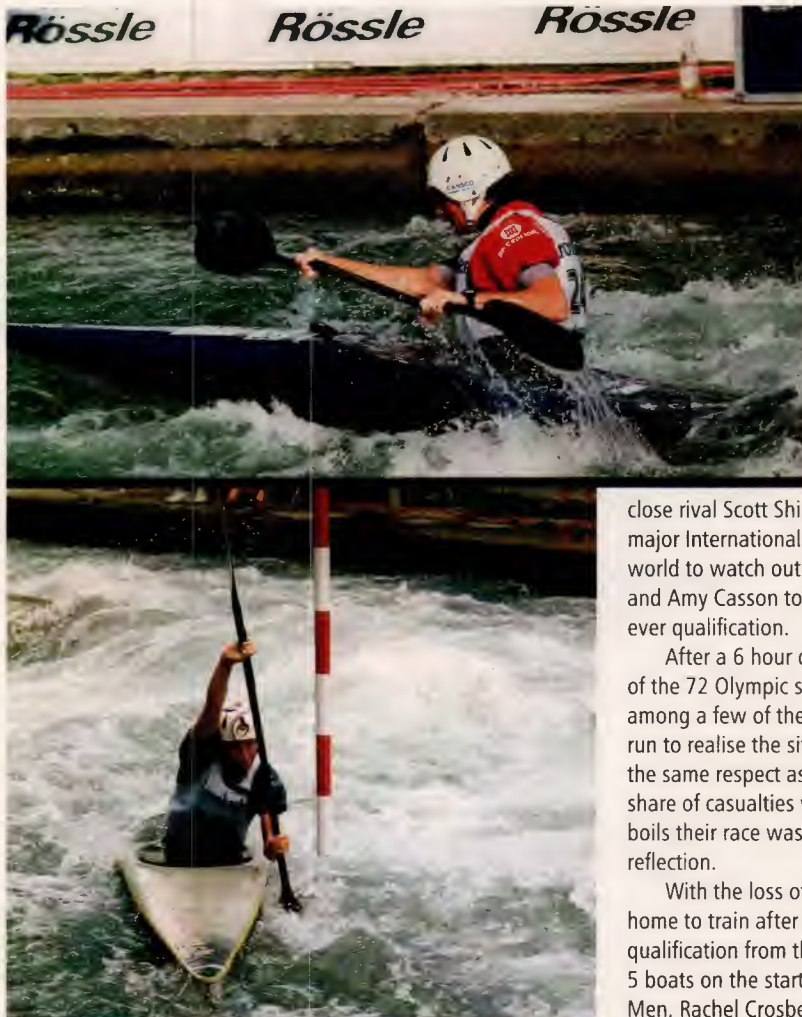 Rössle Rössle Rössle
CANSCO
close rival Scott Shi
major International
world to watch out
and Amy Casson to
ever qualification.
After a 6 hour d
of the 72 Olympic s
among a few of the
run to realise the sit
the same respect as
share of casualties
boils their race was
reflection.
With the loss of
home to train after
qualification from th
5 boats on the start
Men, Rachel Crosbe